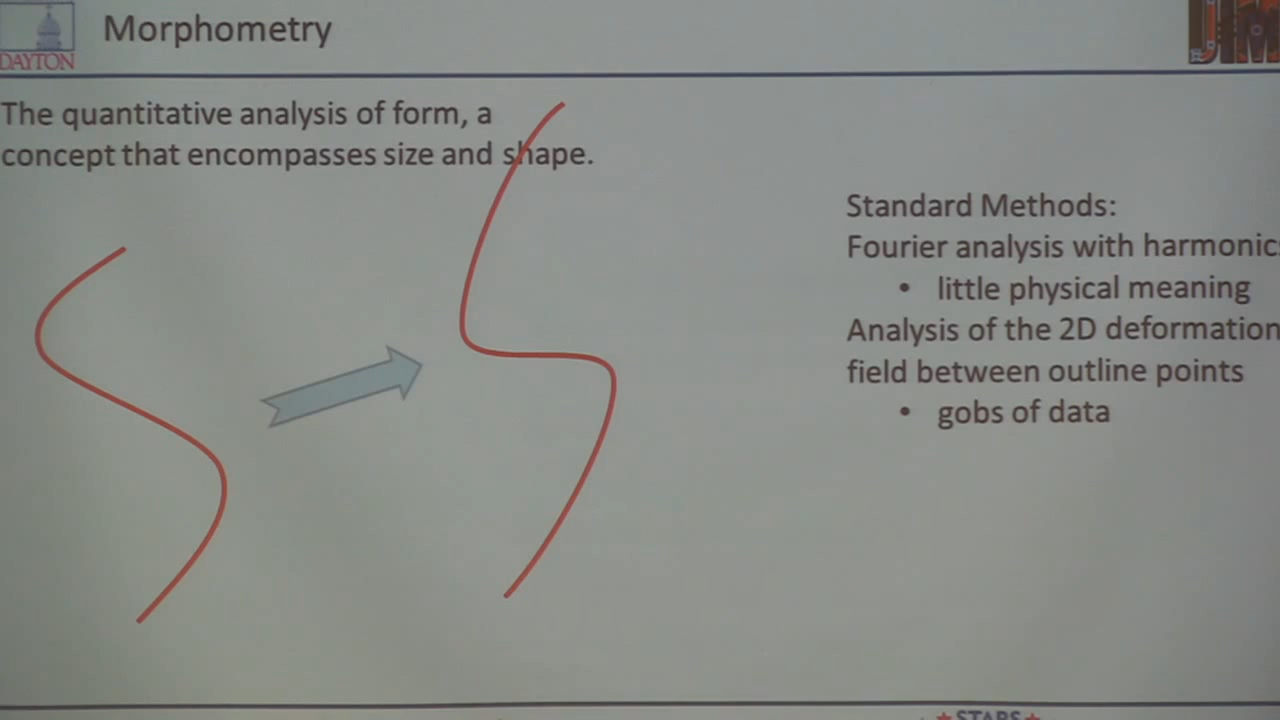 DAYTON
Morphometry
The quantitative analysis of form, a
concept that encompasses size and shape.
Standard Methods:
Fourier analysis with harmonic
• little physical meaning
Analysis of the 2D deformation
field between outline points
• gobs of data
STARS